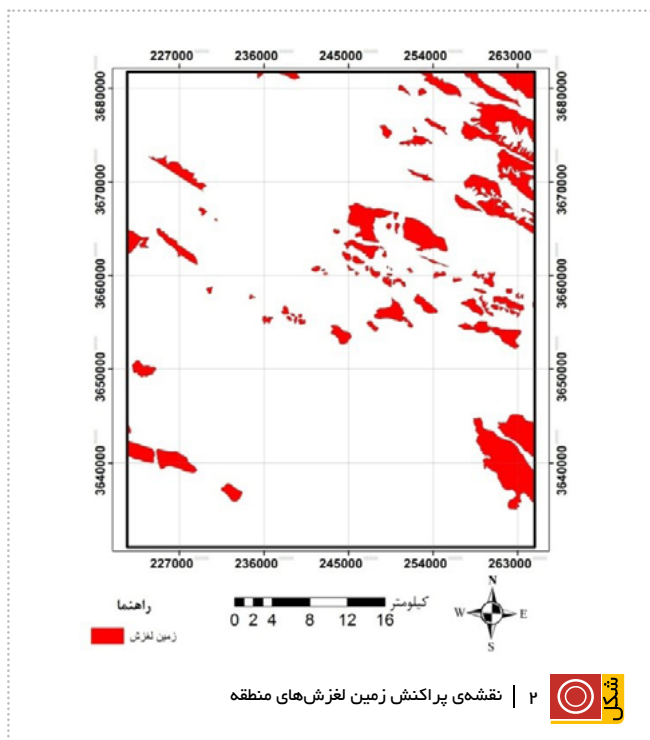 227000 236000 245000 254000 263000
3680000 3680000
3670000 3670000
3660000 3660000
3650000 3650000
3640000 3640000
227000 236000 245000 254000 263000
راهنما
زمین لغزش
کیلومتر
0 2 4 8 12 16
N
W E
S
شکل ۲ | نقشه‌ی پراکنش زمین لغزش‌های منطقه